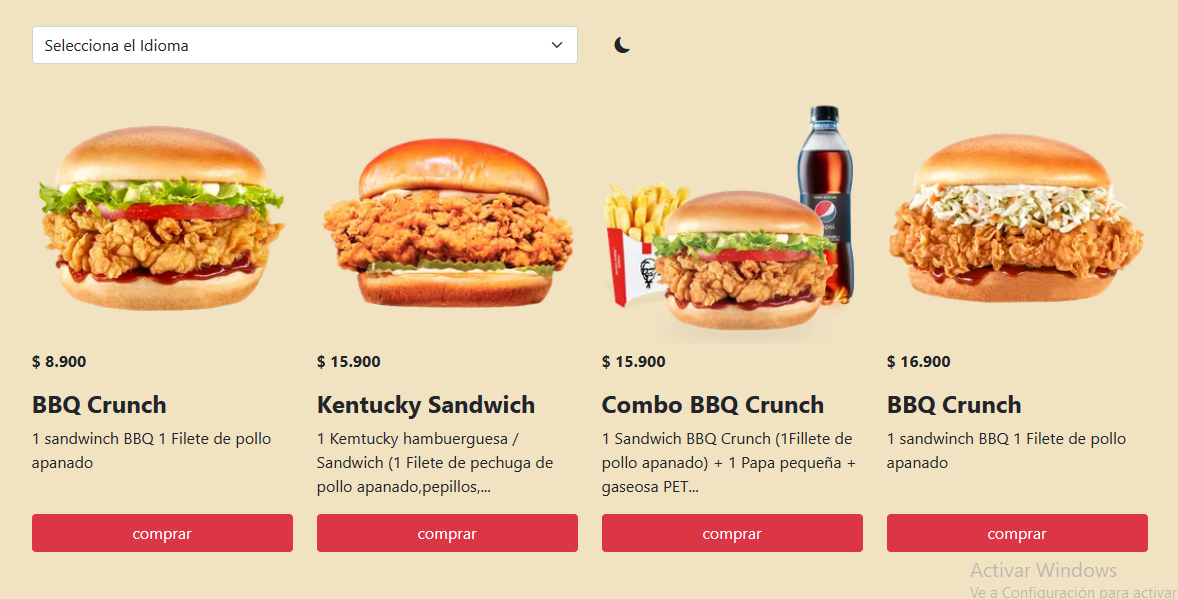 Selecciona el Idioma
pepsi
KFC
$ 8.900
BBQ Crunch
1 sandwinch BBQ 1 Filete de pollo
apanado
comprar
$ 15.900
Kentucky Sandwich
1 Kemtucky hambuerguesa /
Sandwich (1 Filete de pechuga de
pollo apanado,pepillos,...
comprar
$ 15.900
Combo BBQ Crunch
1 Sandwich BBQ Crunch (1Fillete de
pollo apanado) + 1 Papa pequeña +
gaseosa PET...
comprar
$ 16.900
BBQ Crunch
1 sandwinch BBQ 1 Filete de pollo
apanado
comprar
Activar Windows
Ve a Configuración para activar